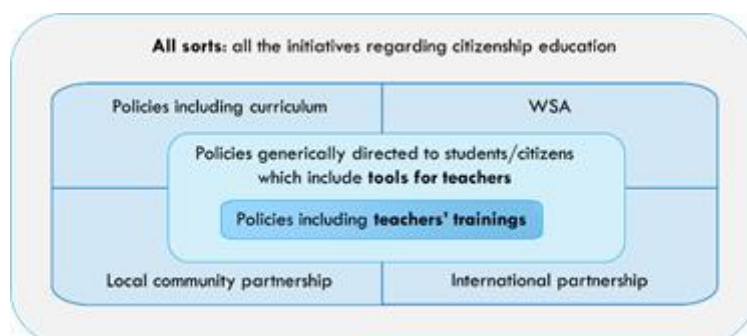 All sorts: all the initiatives regarding citizenship education
Policies including curriculum
WSA
Policies generically directed to students/citizens
which include tools for teachers
Policies including teachers' trainings
Local community partnership
International partnership